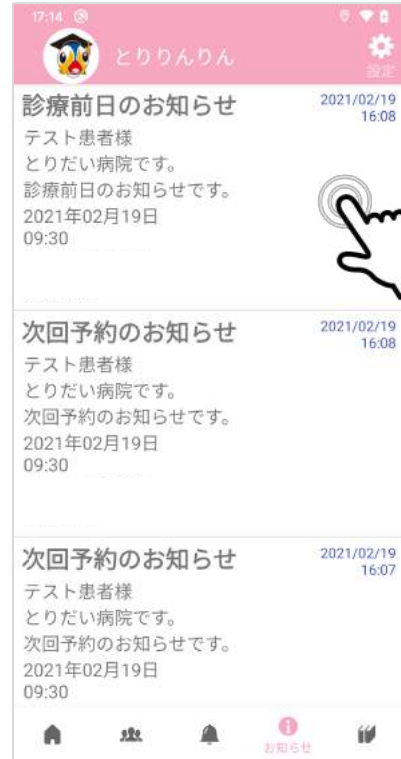 17:14
とりりんりん
設定
診療前日のお知らせ
2021/02/19
16:08
テスト患者様
とりだい病院です。
診療前日のお知らせです。
2021年02月19日
09:30
次回予約のお知らせ
2021/02/19
16:08
テスト患者様
とりだい病院です。
次回予約のお知らせです。
2021年02月19日
09:30
次回予約のお知らせ
2021/02/19
16:07
テスト患者様
とりだい病院です。
次回予約のお知らせです。
2021年02月19日
09:30
お知らせ